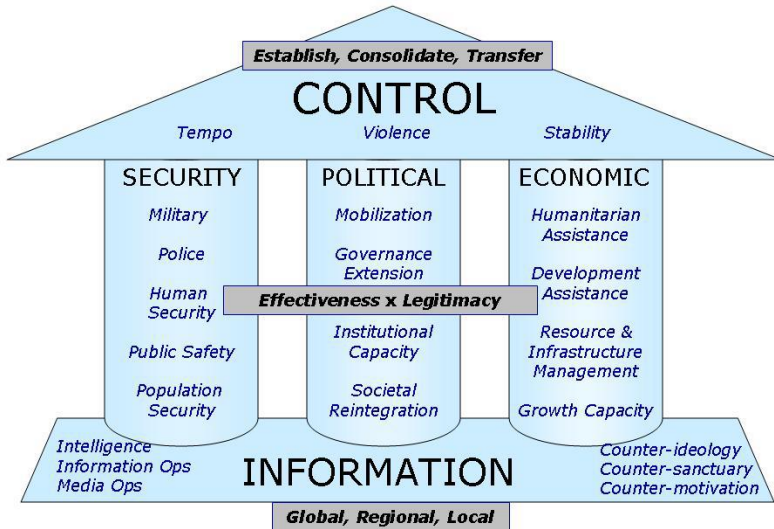 Establish, Consolidate, Transfer
CONTROL
Tempo
Violence
Stability
SECURITY
Military
Police
Human
Security
Public Safety
Population
Security
POLITICAL
Mobilization
Governance
Extension
Effectiveness x Legitimacy
Institutional
Capacity
Societal
Reintegration
ECONOMIC
Humanitarian
Assistance
Development
Assistance
Resource &
Infrastructure
Management
Growth Capacity
Intelligence
Information Ops
Media Ops
INFORMATION
Counter-ideology
Counter-sanctuary
Counter-motivation
Global, Regional, Local